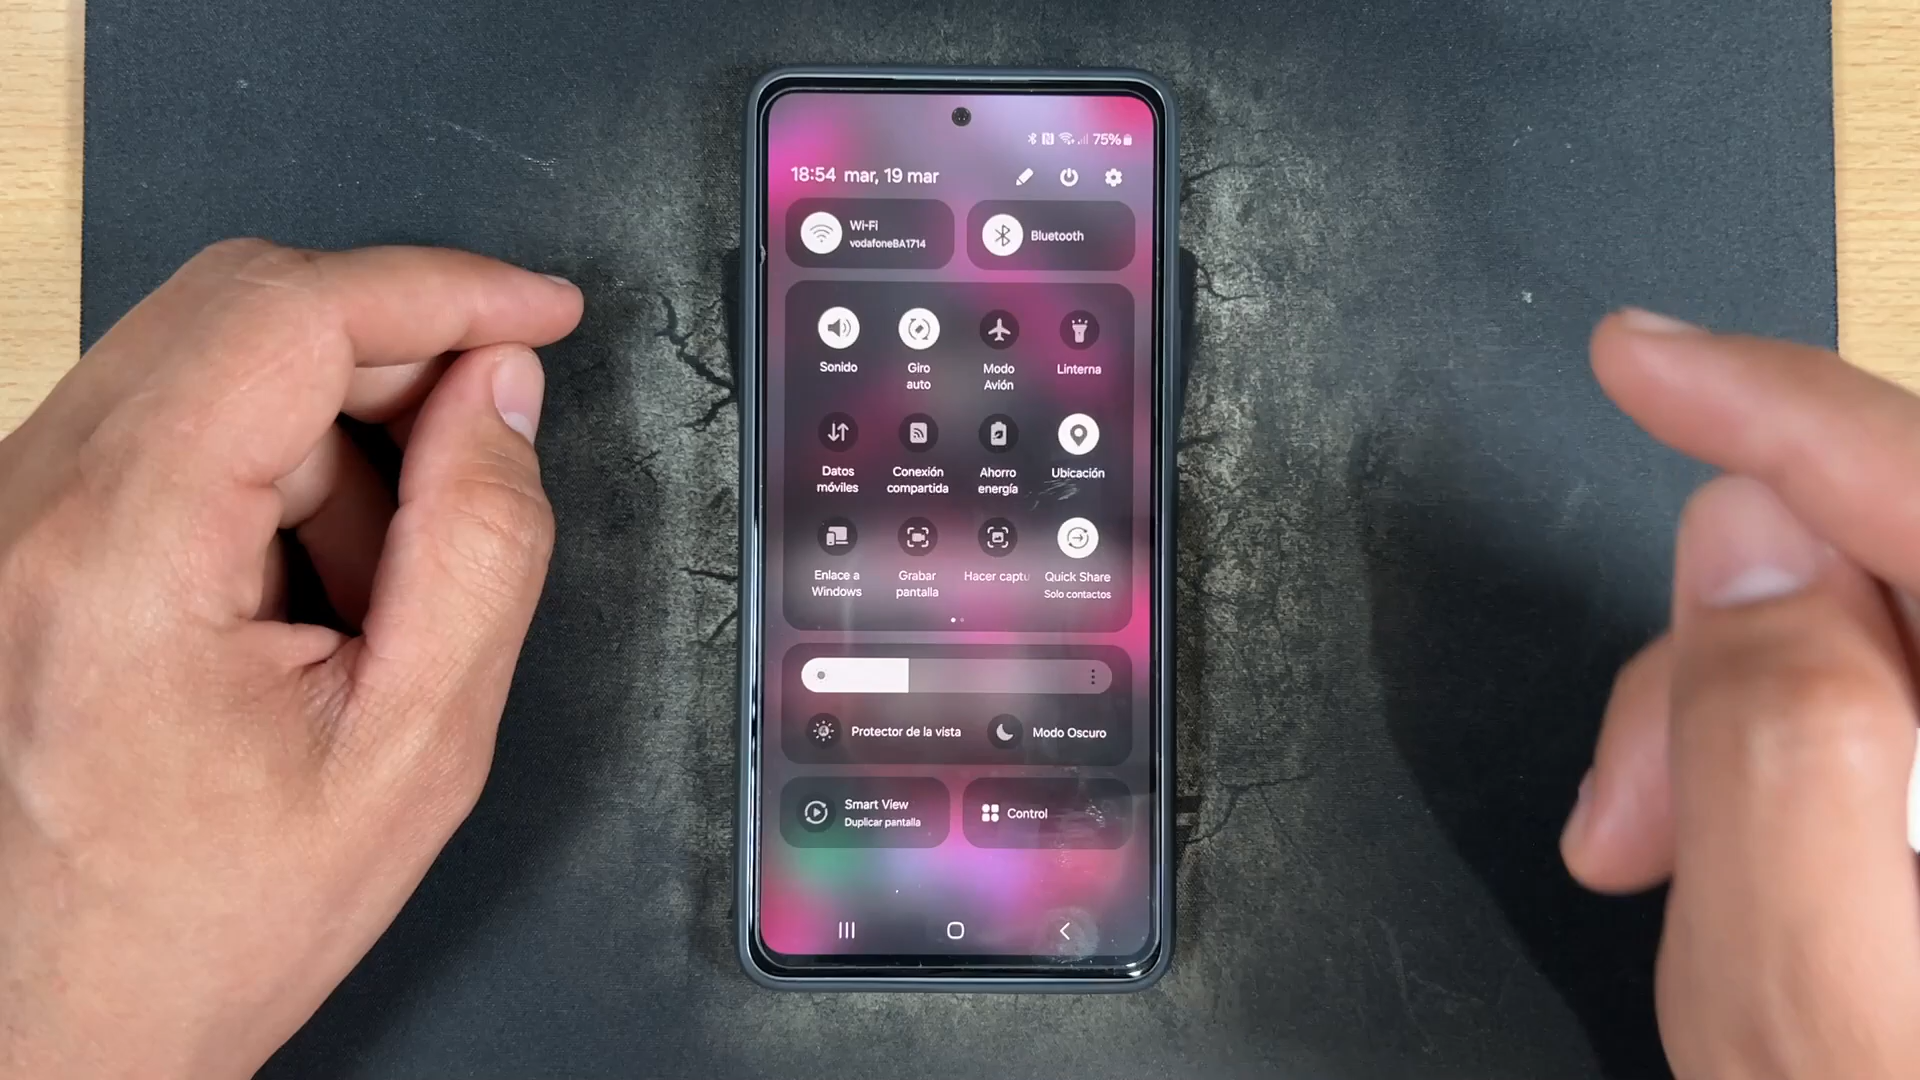 75%
18:54 mar, 19 mar
Wi-Fi
vodafoneBA1714
Bluetooth
Sonido
Giro
auto
Modo
Avión
Linterna
Datos
móviles
Conexión
compartida
Ahorro
energía
Ubicación
Enlace a
Windows
Grabar
pantalla
Hacer captu
Quick Share
Solo contactos
Protector de la vista
Modo Oscuro
Smart View
Duplicar pantalla
Control